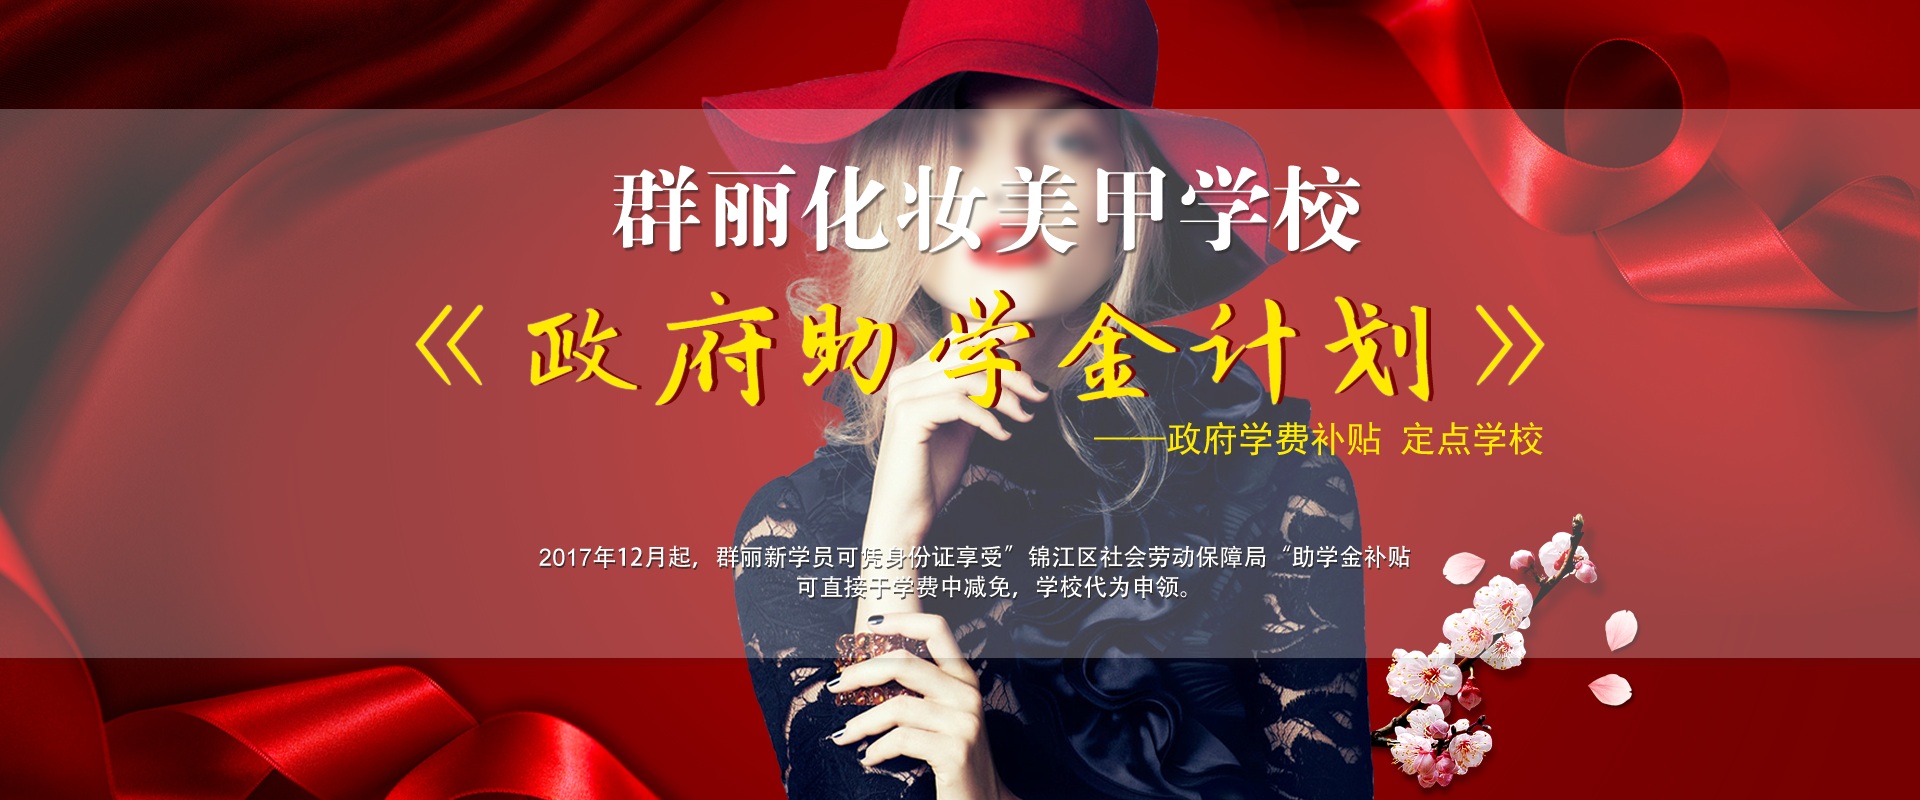 群丽化妆美甲学校
《政府助学金计划》
——政府学费补贴 定点学校
2017年12月起，群丽新学员可凭身份证享受”锦江区社会劳动保障局“助学金补贴
可直接于学费中减免，学校代为申领。